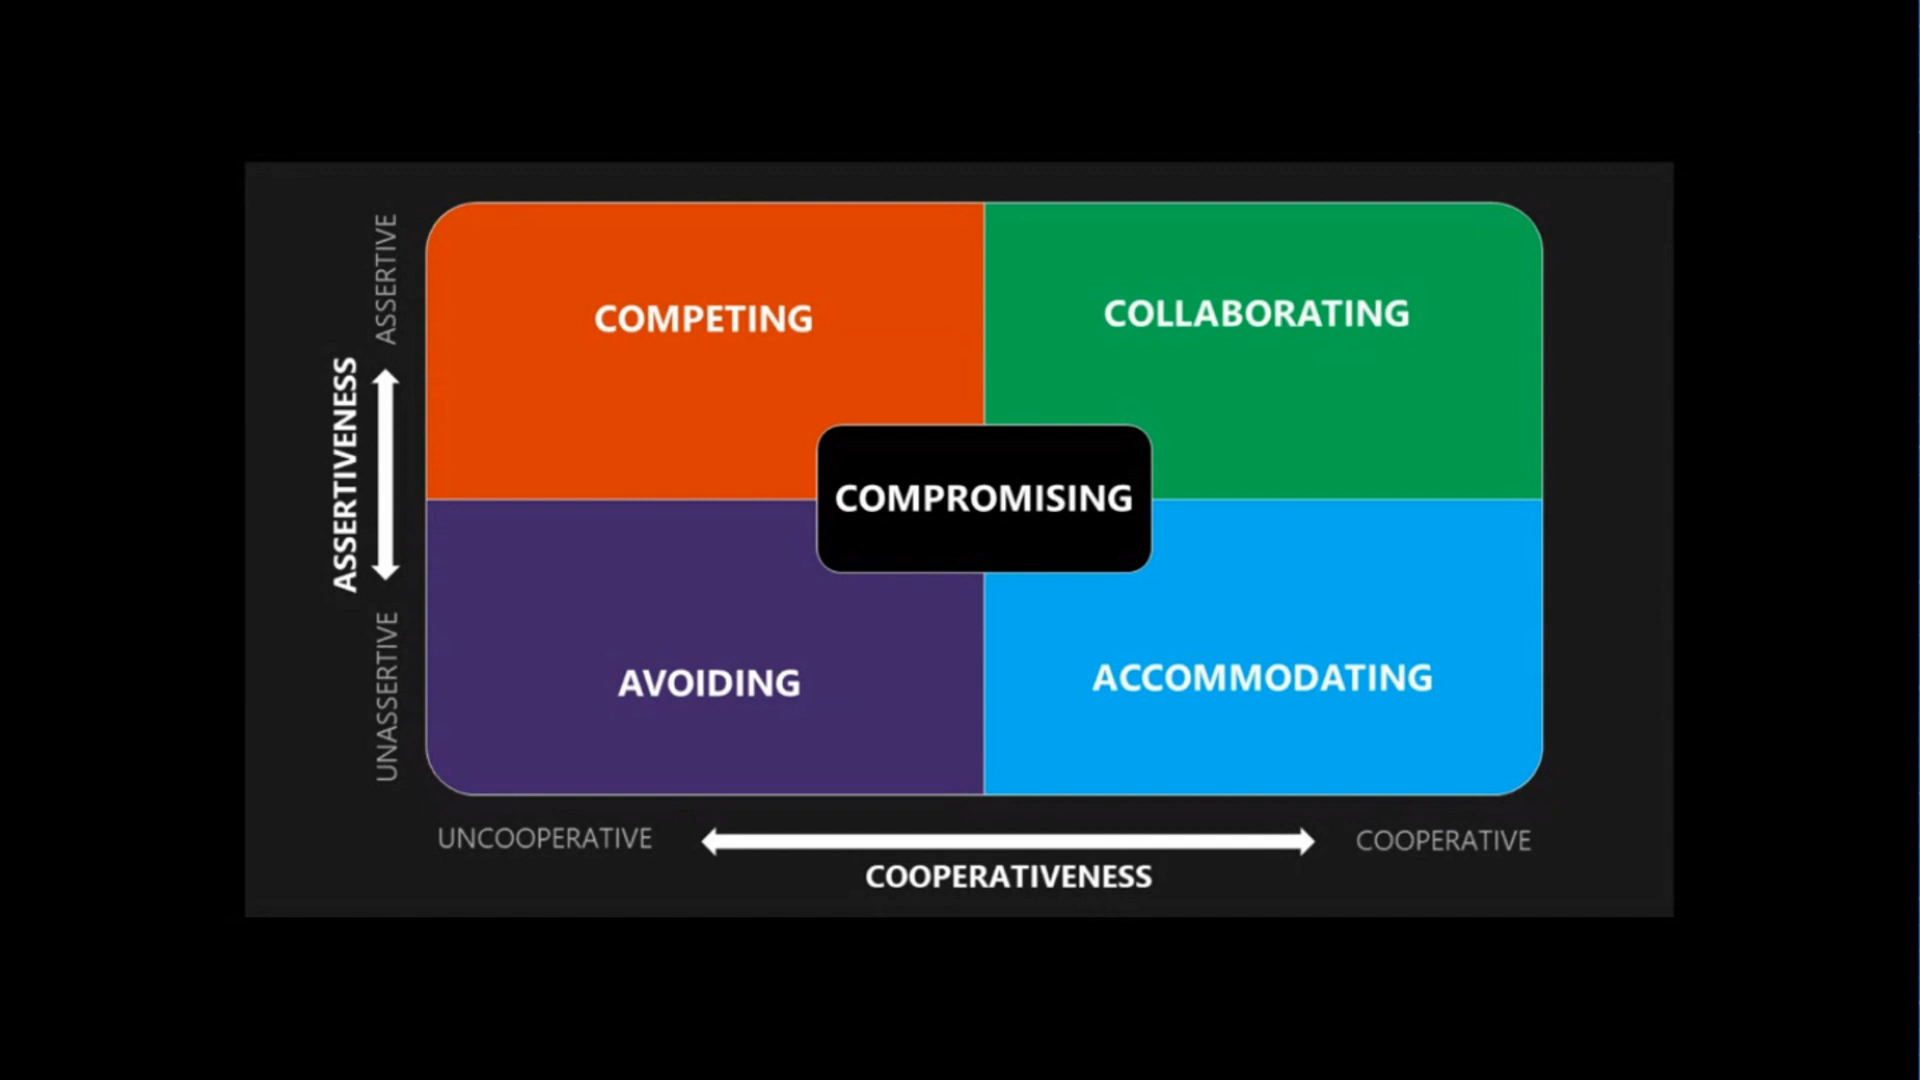 ASSERTIVE
COMPETING
COLLABORATING
ASSERTIVENESS
COMPROMISING
UNASSERTIVE
AVOIDING
ACCOMMODATING
UNCOOPERATIVE
COOPERATIVE
COOPERATIVENESS